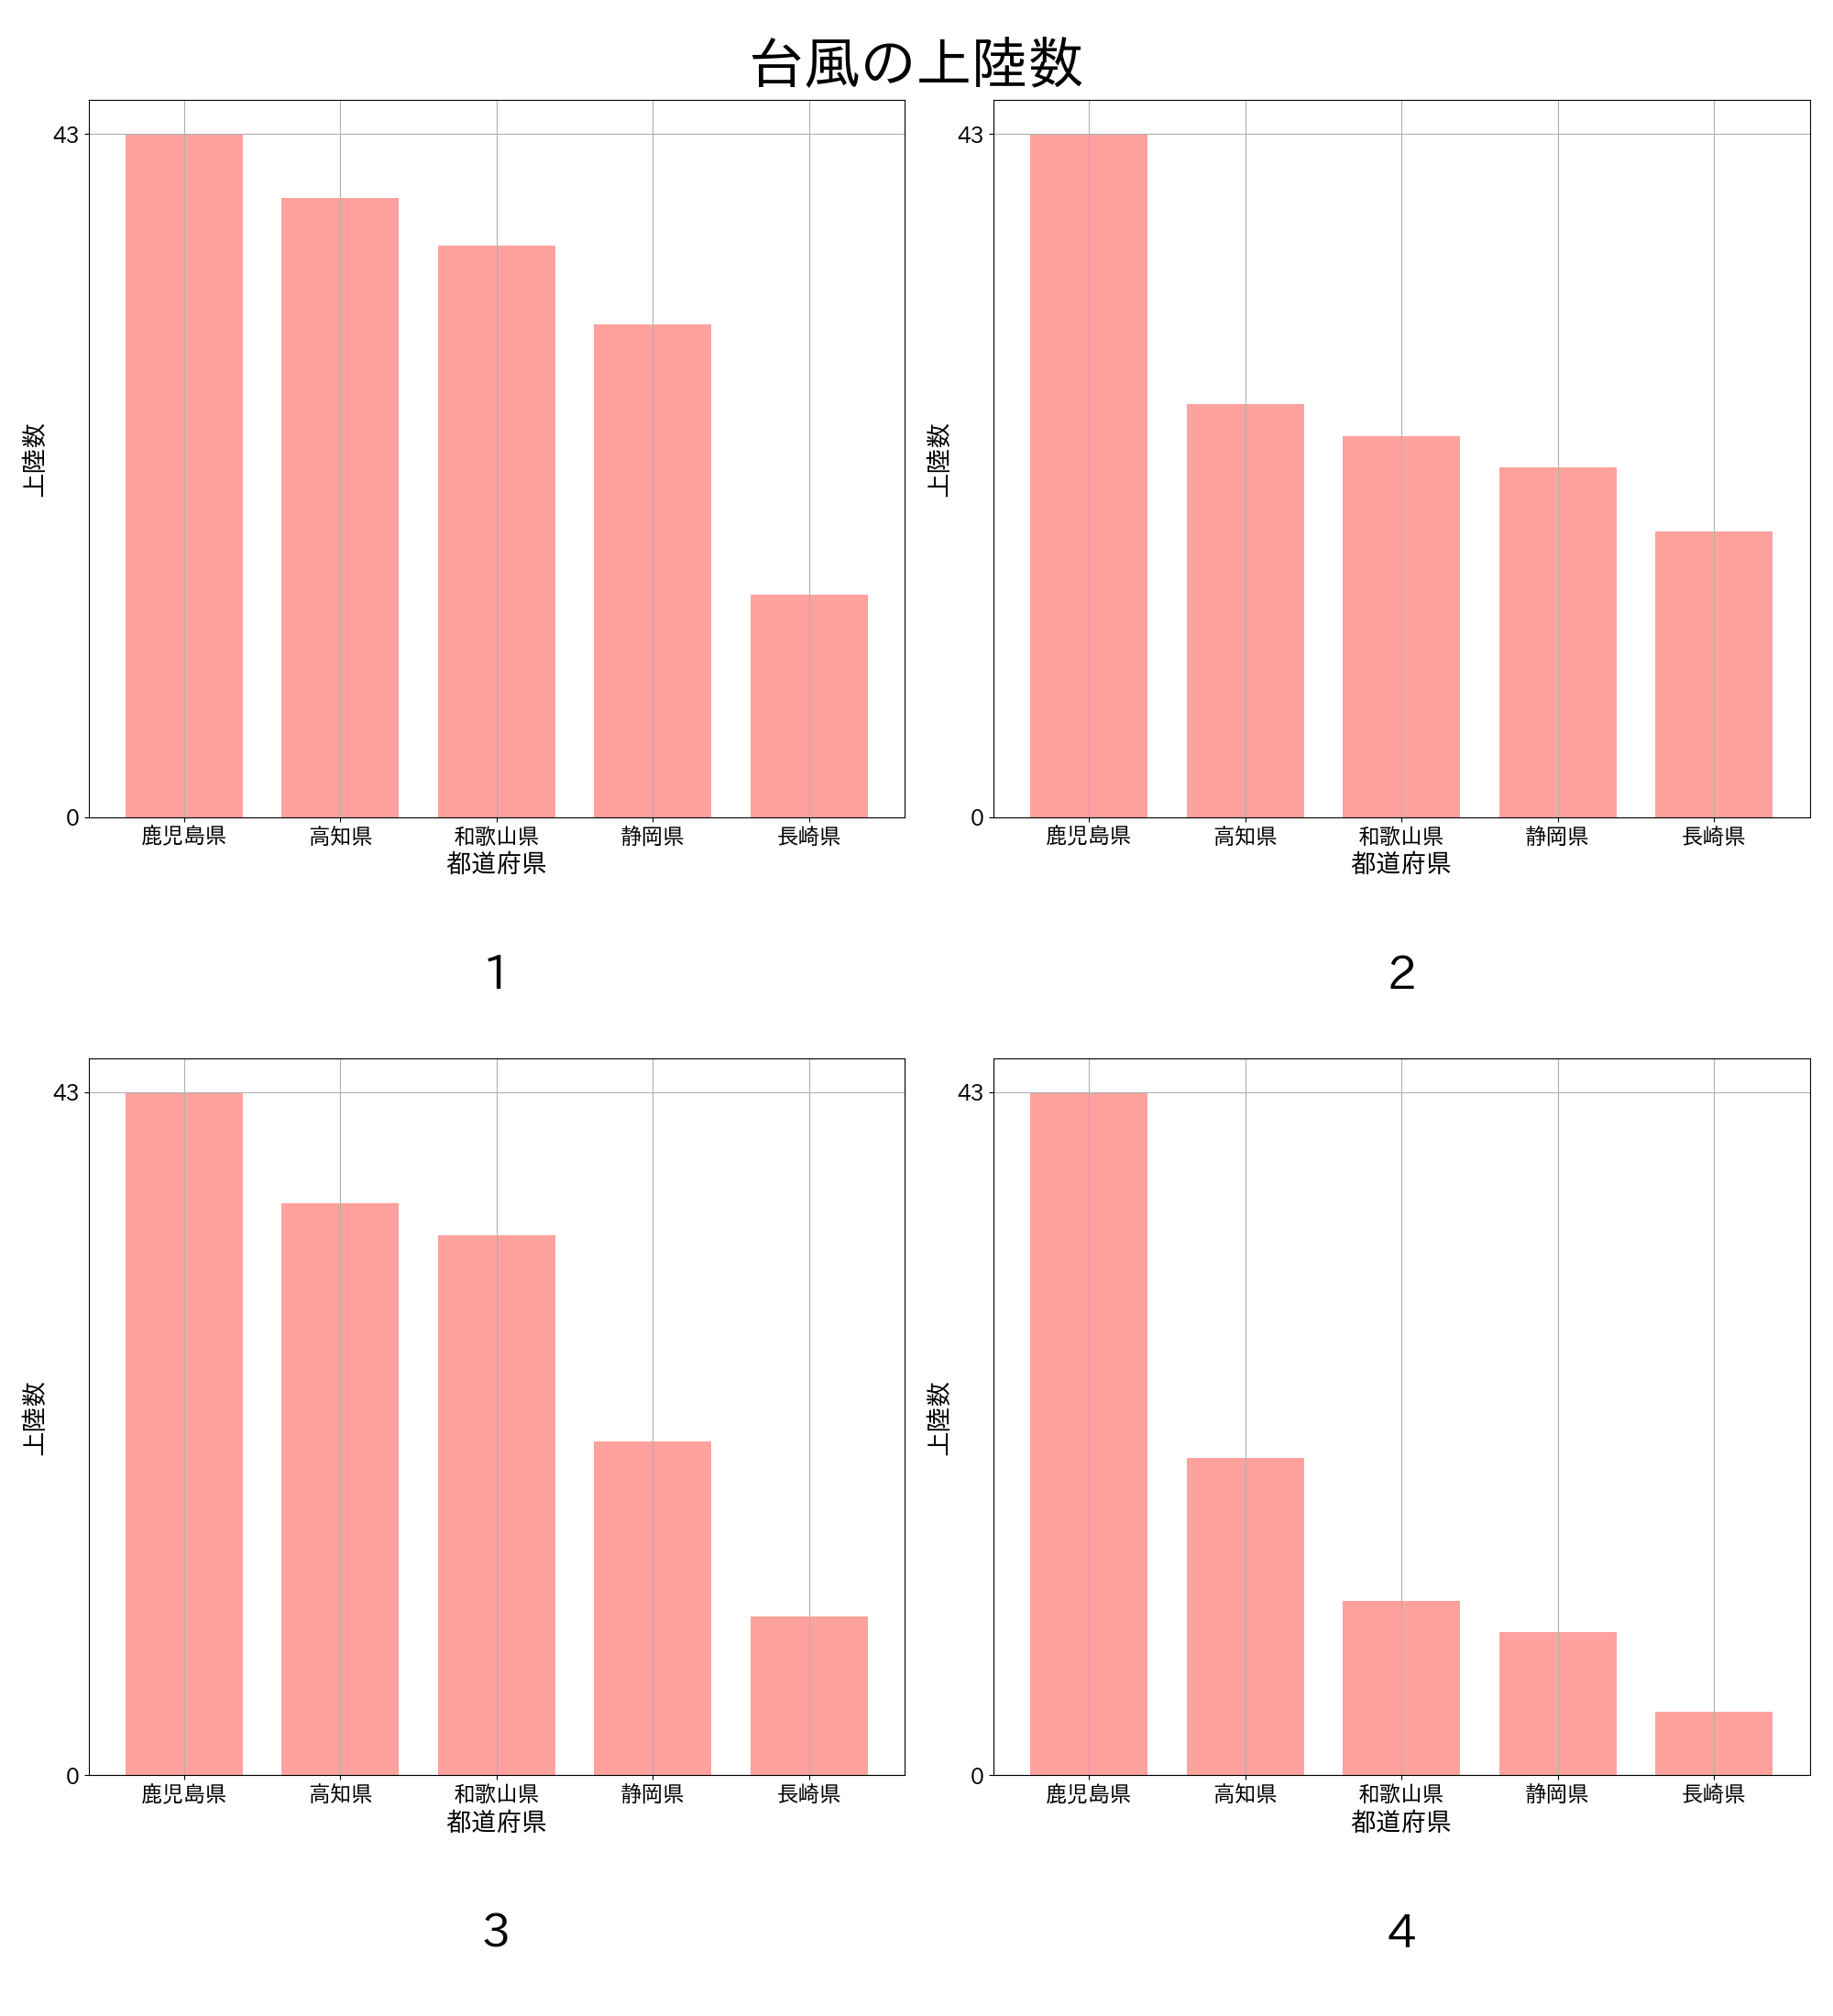 台風の上陸数
43
0
上陸数
鹿児島県 高知県 和歌山県 静岡県 長崎県
都道府県
1
43
0
上陸数
鹿児島県 高知県 和歌山県 静岡県 長崎県
都道府県
2
43
0
上陸数
鹿児島県 高知県 和歌山県 静岡県 長崎県
都道府県
3
43
0
上陸数
鹿児島県 高知県 和歌山県 静岡県 長崎県
都道府県
4